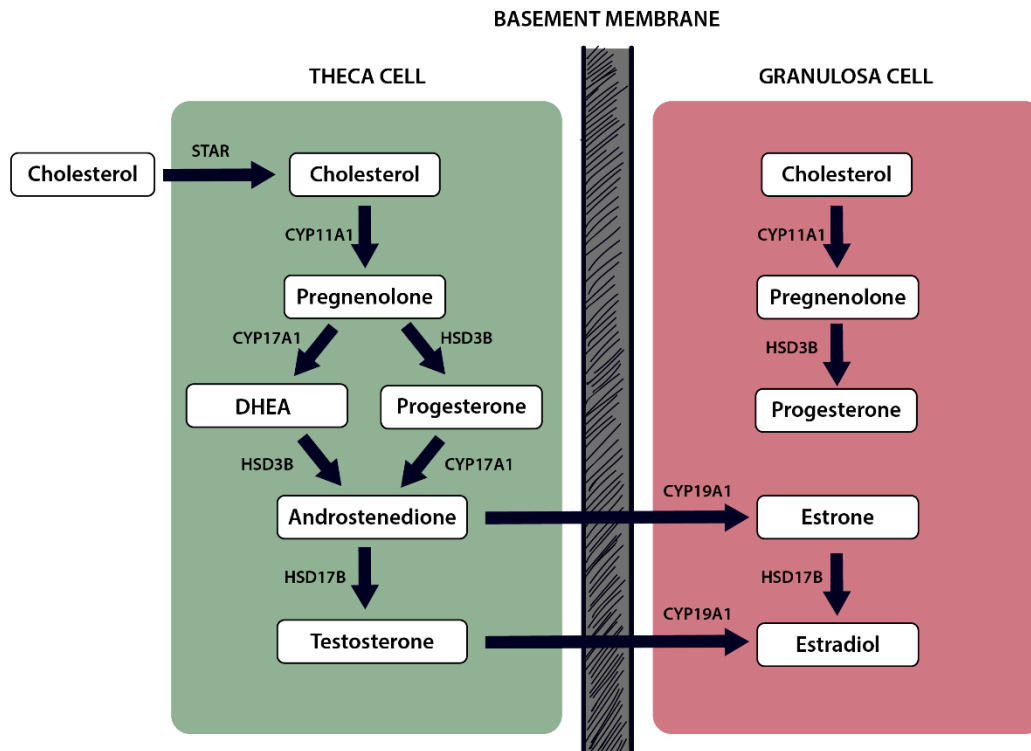 BASEMENT MEMBRANE
THECA CELL
GRANULOSA CELL
Cholesterol
STAR
Cholesterol
CYP11A1
Pregnenolone
CYP17A1
HSD3B
DHEA
Progesterone
HSD3B
CYP17A1
Androstenedione
HSD17B
Testosterone
Cholesterol
CYP11A1
Pregnenolone
HSD3B
Progesterone
CYP19A1
Estrone
HSD17B
CYP19A1
Estradiol